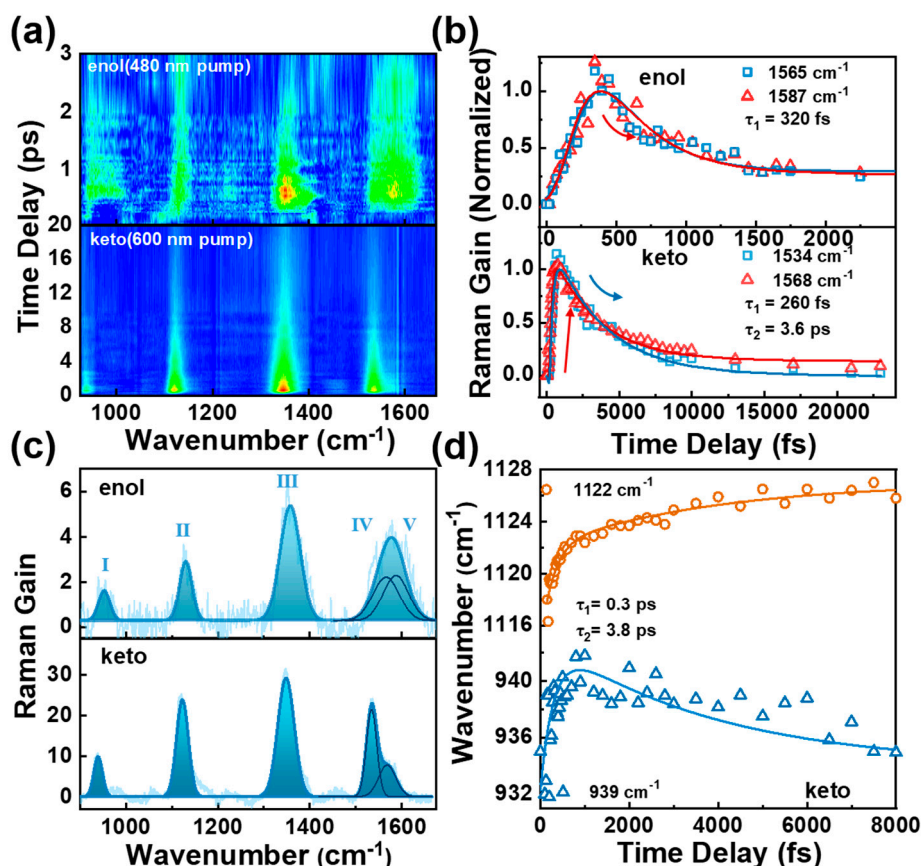 (a)
3
2
1
20
16
12
8
4
0
enol(480 nm pump)
keto(600 nm pump)
Time Delay (ps)
1000 1200 1400 1600
Wavenumber (cm⁻¹)
(b)
enol
1565 cm⁻¹
1587 cm⁻¹
τ₁ = 320 fs
1.0
0.5
0.0
0 500 1000 1500 2000
keto
1534 cm⁻¹
1568 cm⁻¹
τ₁ = 260 fs
τ₂ = 3.6 ps
1.0
0.5
0.0
Raman Gain (Normalized)
0 5000 10000 15000 20000
Time Delay (fs)
(c)
enol
I II III IV V
6
4
2
0
keto
30
20
10
0
Raman Gain
1000 1200 1400 1600
Wavenumber (cm⁻¹)
(d)
1128
1124
1120
1116
940
936
932
1122 cm⁻¹
τ₁= 0.3 ps
τ₂= 3.8 ps
939 cm⁻¹
keto
Wavenumber (cm⁻¹)
0 2000 4000 6000 8000
Time Delay (fs)